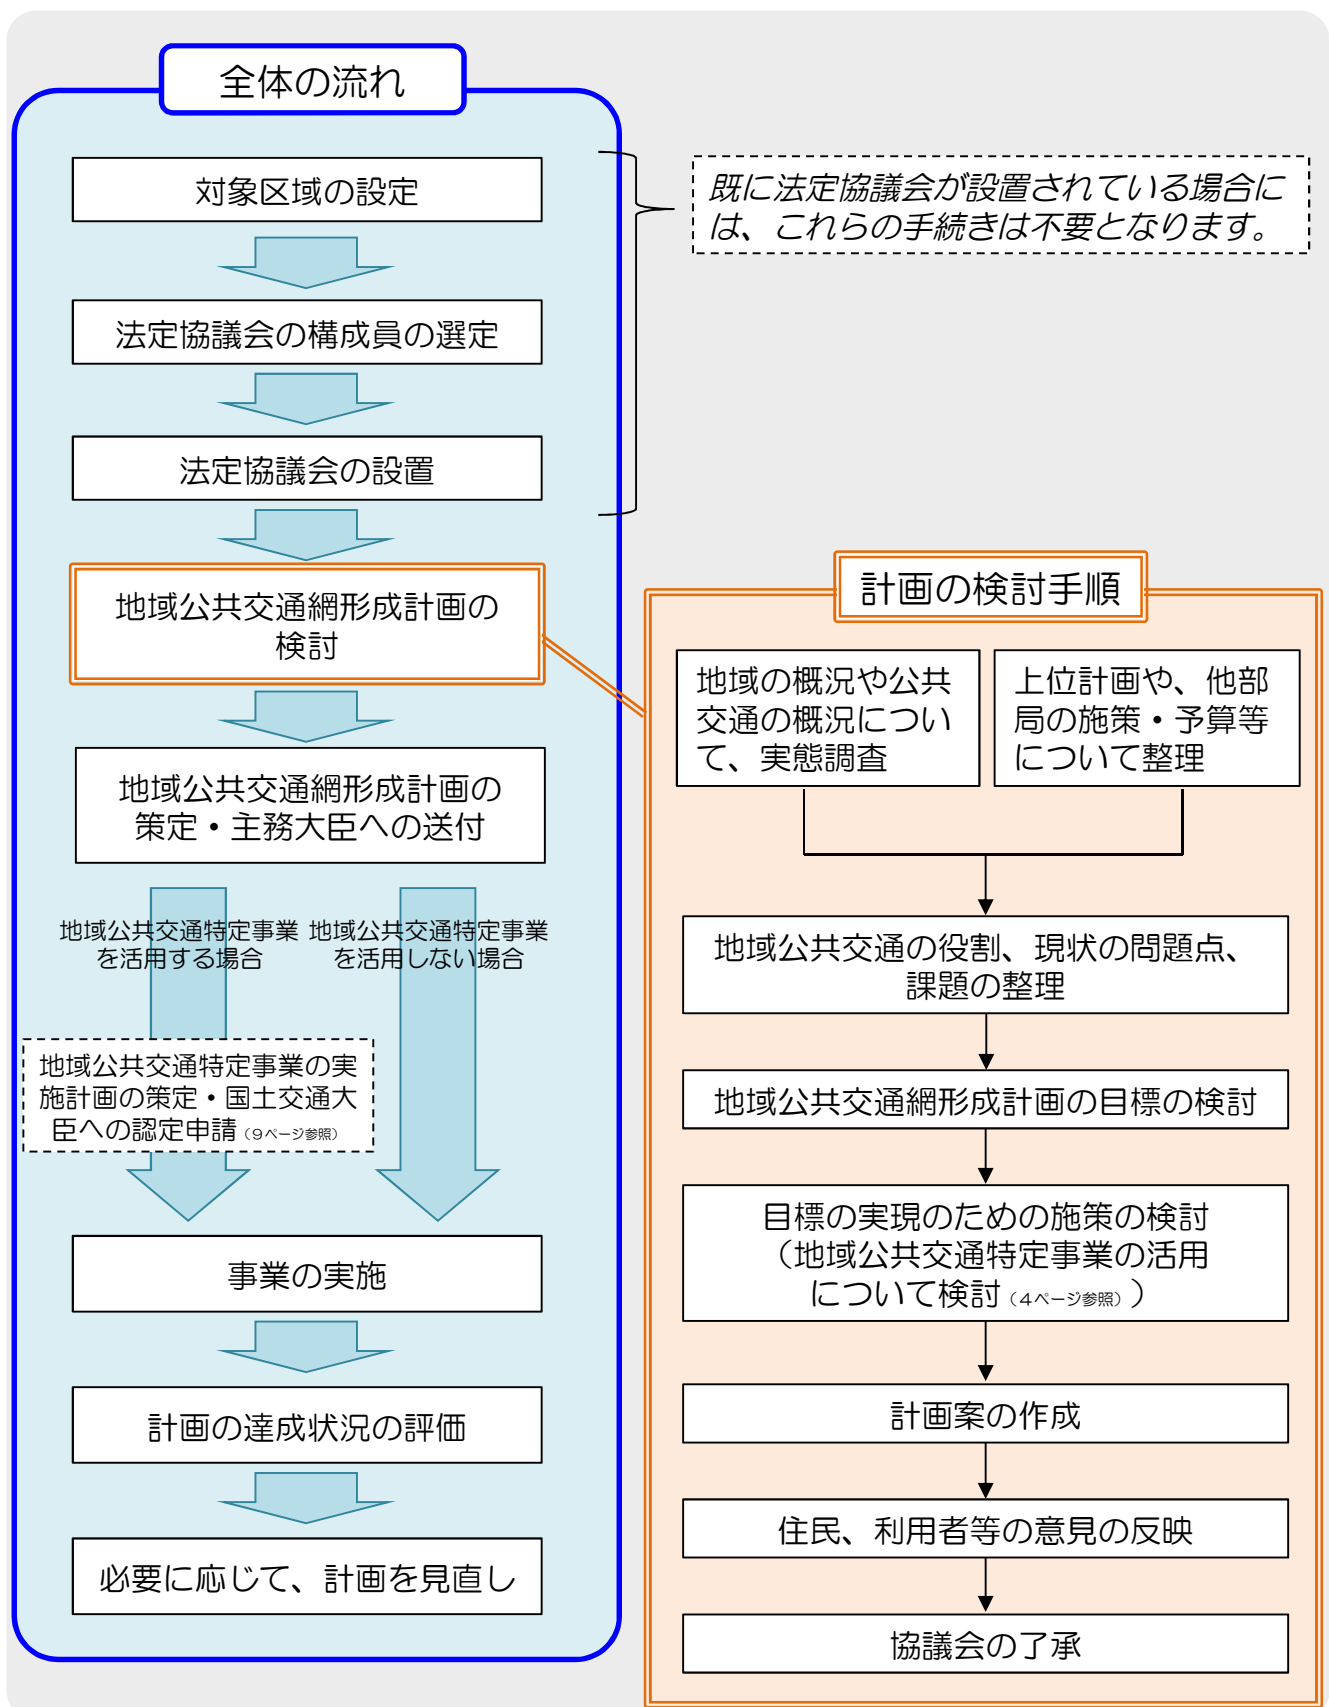 全体の流れ
対象区域の設定
既に法定協議会が設置されている場合に
は、これらの手続きは不要となります。
法定協議会の構成員の選定
法定協議会の設置
地域公共交通網形成計画の
検討
地域公共交通網形成計画の
策定・主務大臣への送付
地域公共交通特定事業
を活用する場合
地域公共交通特定事業
を活用しない場合
地域公共交通特定事業の実
施計画の策定・国土交通大
臣への認定申請（9ページ参照）
事業の実施
計画の達成状況の評価
必要に応じて、計画を見直し
計画の検討手順
地域の概況や公共
交通の概況につい
て、実態調査
上位計画や、他部
局の施策・予算等
について整理
地域公共交通の役割、現状の問題点、
課題の整理
地域公共交通網形成計画の目標の検討
目標の実現のための施策の検討
（地域公共交通特定事業の活用
について検討（4ページ参照））
計画案の作成
住民、利用者等の意見の反映
協議会の了承